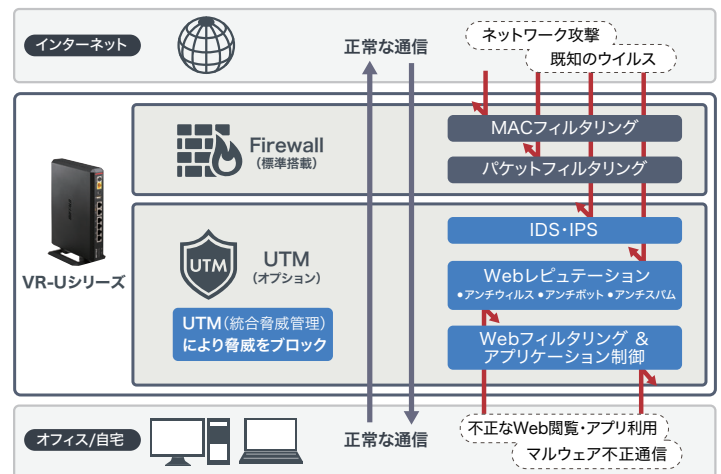 インターネット
正常な通信
ネットワーク攻撃
既知のウイルス
VR-Uシリーズ
Firewall
(標準搭載)
MACフィルタリング
パケットフィルタリング
UTM
UTM
(オプション)
UTM(統合脅威管理)
により脅威をブロック
IDS・IPS
Webレピュテーション
●アンチウィルス ●アンチボット ●アンチスパム
Webフィルタリング &
アプリケーション制御
オフィス/自宅
正常な通信
不正なWeb閲覧・アプリ利用
マルウェア不正通信